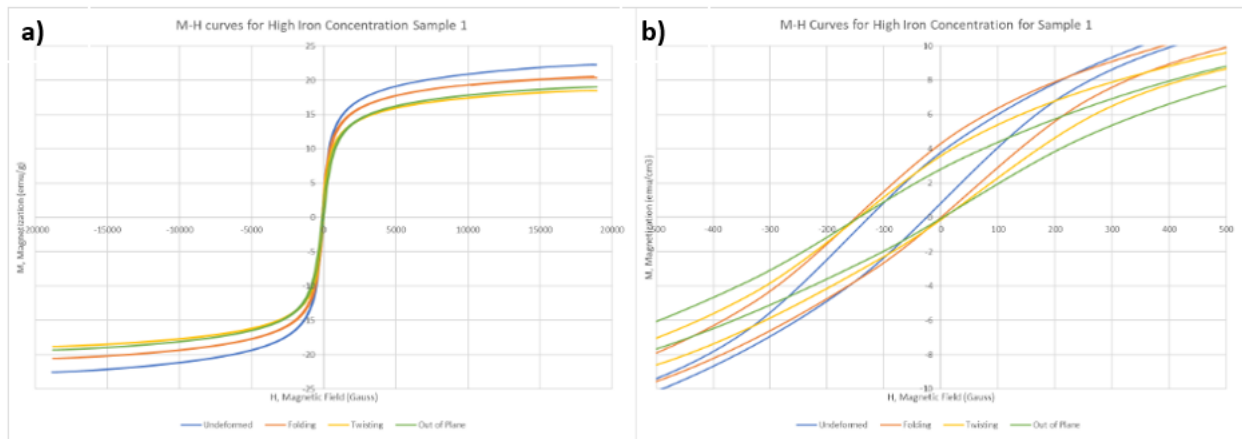 a)
M-H curves for High Iron Concentration Sample 1
25
20
15
10
5
0
-20000 -15000 -10000 -5000 0 5000 10000 15000 20000
-5
-10
-15
-20
-25
M, Magnetization (emu/g)
H, Magnetic Field (Gauss)
Undeformed Folding Twisting Out of Plane
b)
M-H Curves for High Iron Concentration for Sample 1
10
8
6
4
2
0
-500 -400 -300 -200 -100 0 100 200 300 400 500
-2
-4
-6
-8
-10
M, Magnetization (emu/cm3)
H, Magnetic Field (Gauss)
Undeformed Folding Twisting Out of Plane